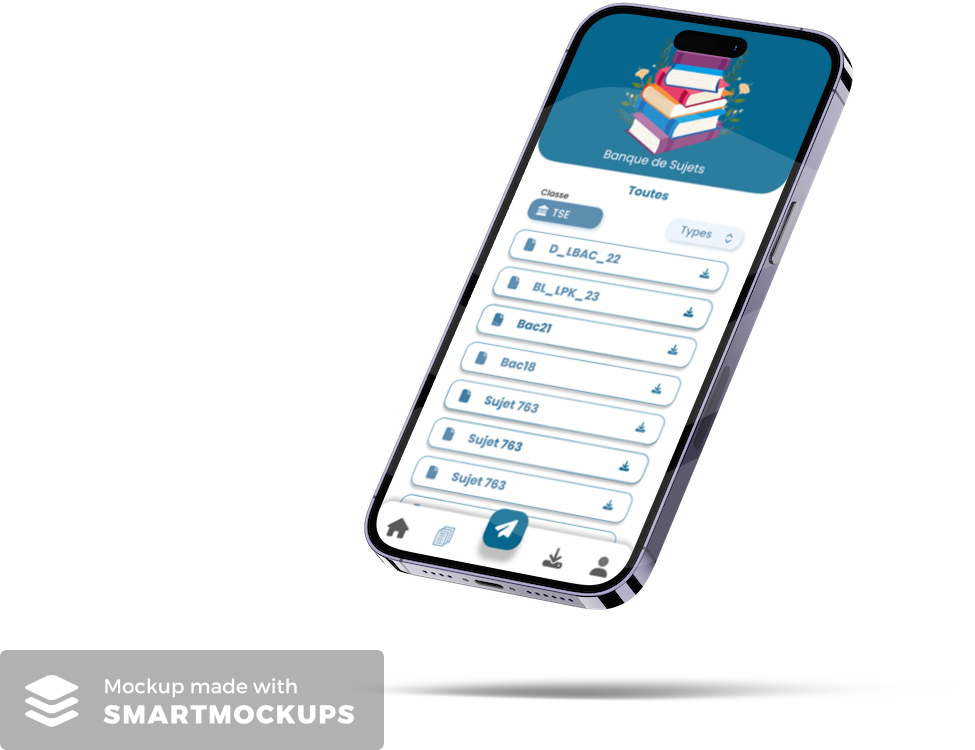 Banque de Sujets
Toutes
Classe
TSE
Types
D_LBAC_22
BL_LPK_23
Bac21
Bac18
Sujet 763
Sujet 763
Sujet 763
Mockup made with
SMARTMOCKUPS